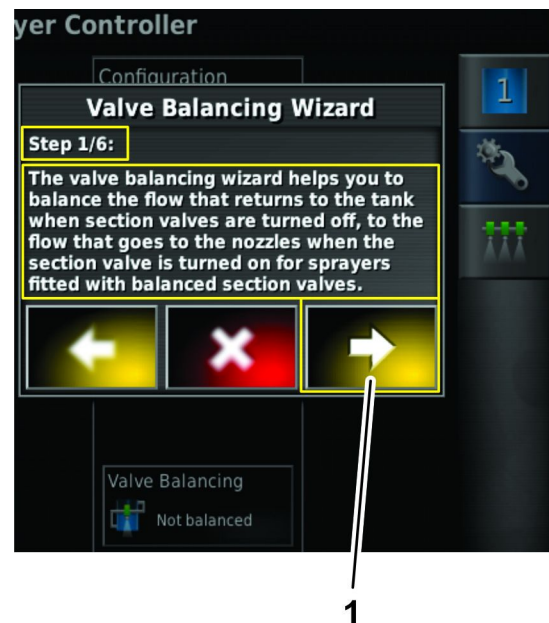 yer Controller
Configuration
1
Valve Balancing Wizard
Step 1/6:
The valve balancing wizard helps you to
balance the flow that returns to the tank
when section valves are turned off, to the
flow that goes to the nozzles when the
section valve is turned on for sprayers
fitted with balanced section valves.
Valve Balancing
Not balanced
1